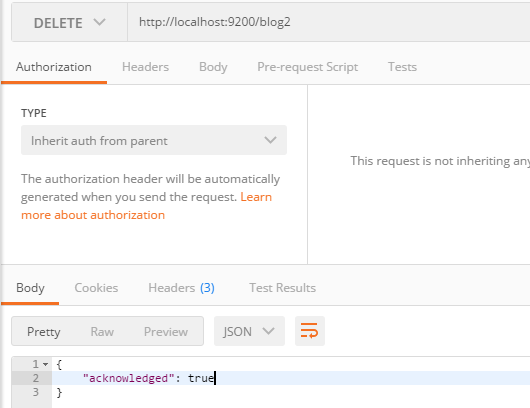 DELETE http://localhost:9200/blog2
Authorization Headers Body Pre-request Script Tests
TYPE
Inherit auth from parent
The authorization header will be automatically
generated when you send the request. Learn
more about authorization
This request is not inheriting any
Body Cookies Headers (3) Test Results
Pretty Raw Preview JSON
1 {
2 "acknowledged": true
3 }